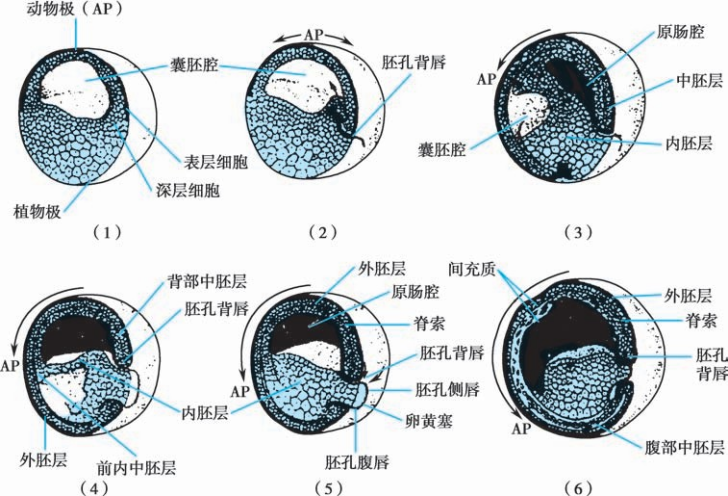 动物极（AP）
囊胚腔
表层细胞
深层细胞
植物极
（1）
AP
胚孔背唇
（2）
AP
原肠腔
中胚层
内胚层
囊胚腔
（3）
背部中胚层
胚孔背唇
AP
内胚层
外胚层
前内中胚层
（4）
外胚层
原肠腔
脊索
胚孔背唇
AP
胚孔侧唇
卵黄塞
胚孔腹唇
（5）
间充质
外胚层
脊索
胚孔
背唇
AP
腹部中胚层
（6）